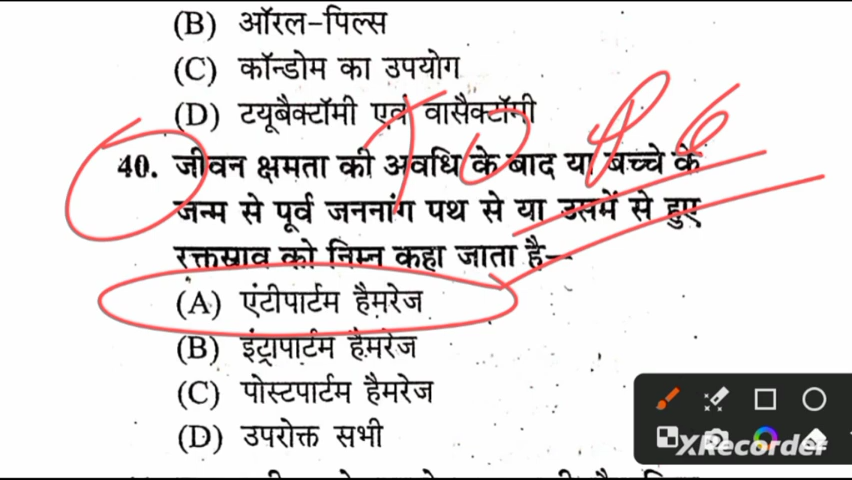 (B) ऑरल-पिल्स
(C) कॉन्डोम का उपयोग
(D) टयूबैक्टॉमी एवं वासैक्टॉमी
40. जीवन क्षमता की अवधि के बाद या बच्चे के
जन्म से पूर्व जननांग पथ से या उसमें से हुए
रक्तस्राव को निम्न कहा जाता है—
(A) एंटीपार्टम हैमरेज
(B) इंट्रापार्टम हैमरेज
(C) पोस्टपार्टम हैमरेज
(D) उपरोक्त सभी
XRecorder